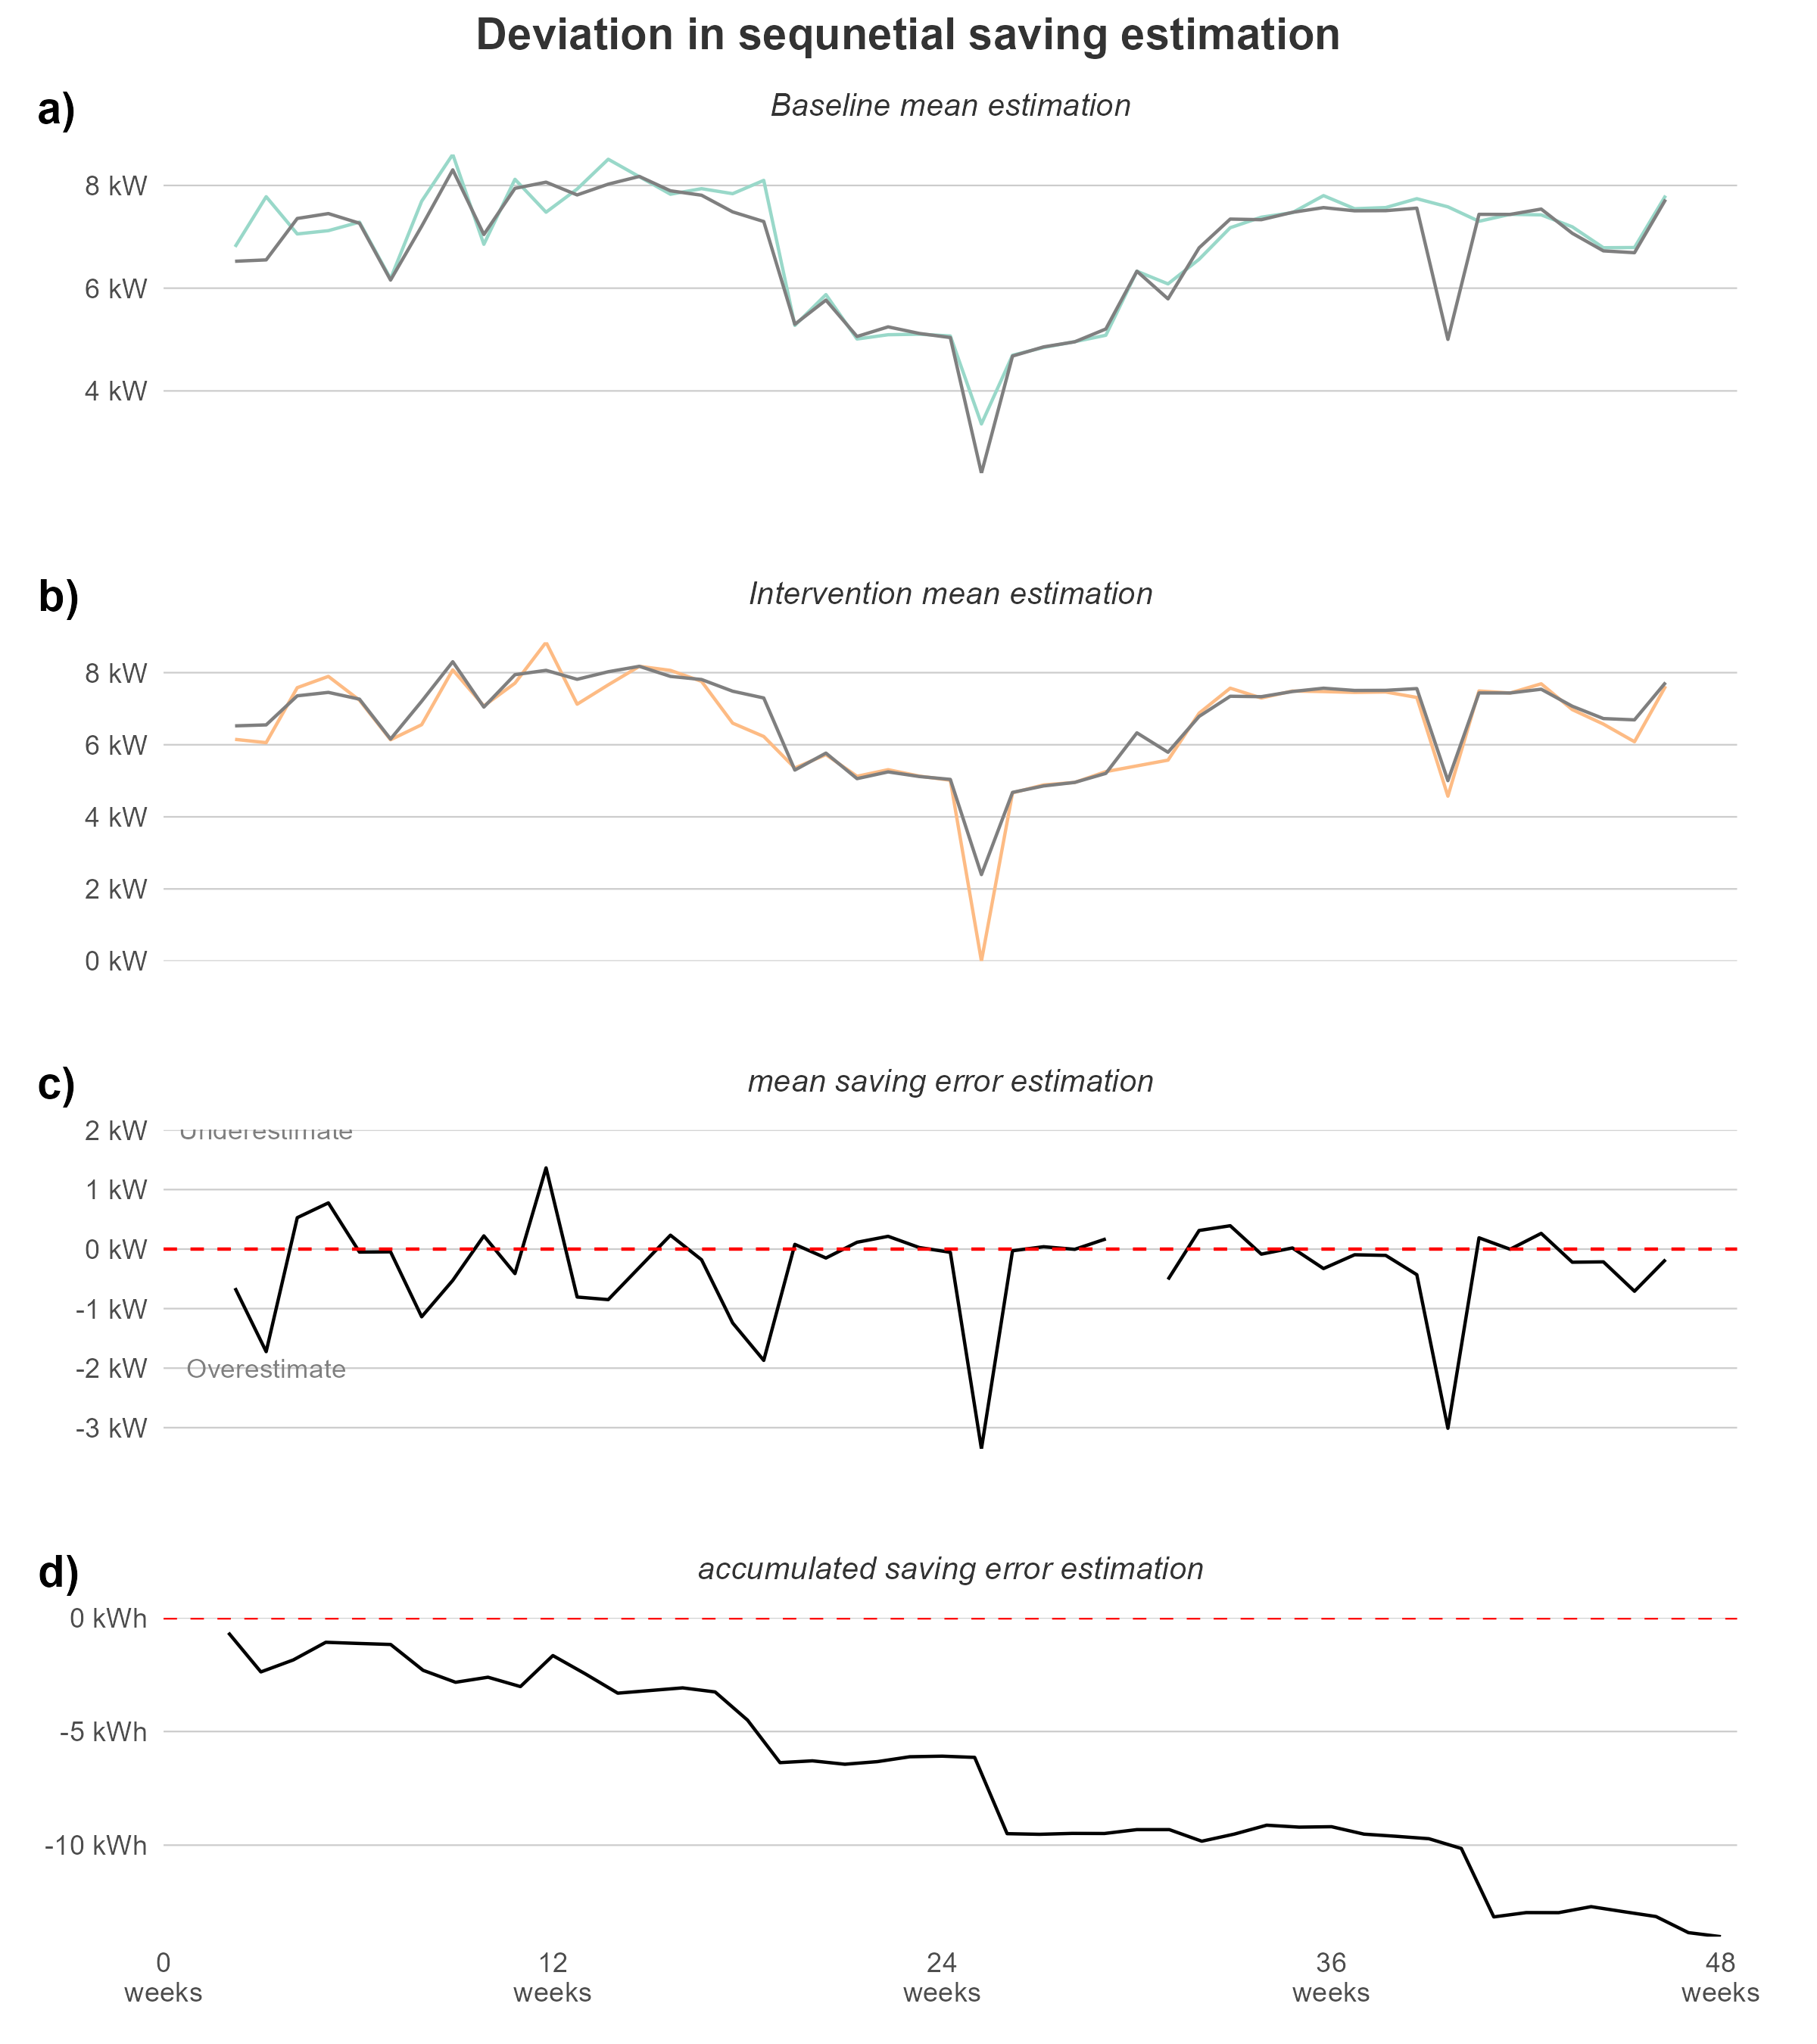 Deviation in sequnetial saving estimation
a)
Baseline mean estimation
8 kW
6 kW
4 kW
b)
Intervention mean estimation
8 kW
6 kW
4 kW
2 kW
0 kW
c)
mean saving error estimation
2 kW
Underestimate
1 kW
0 kW
-1 kW
-2 kW
Overestimate
-3 kW
d)
accumulated saving error estimation
0 kWh
-5 kWh
-10 kWh
0 weeks
12 weeks
24 weeks
36 weeks
48 weeks